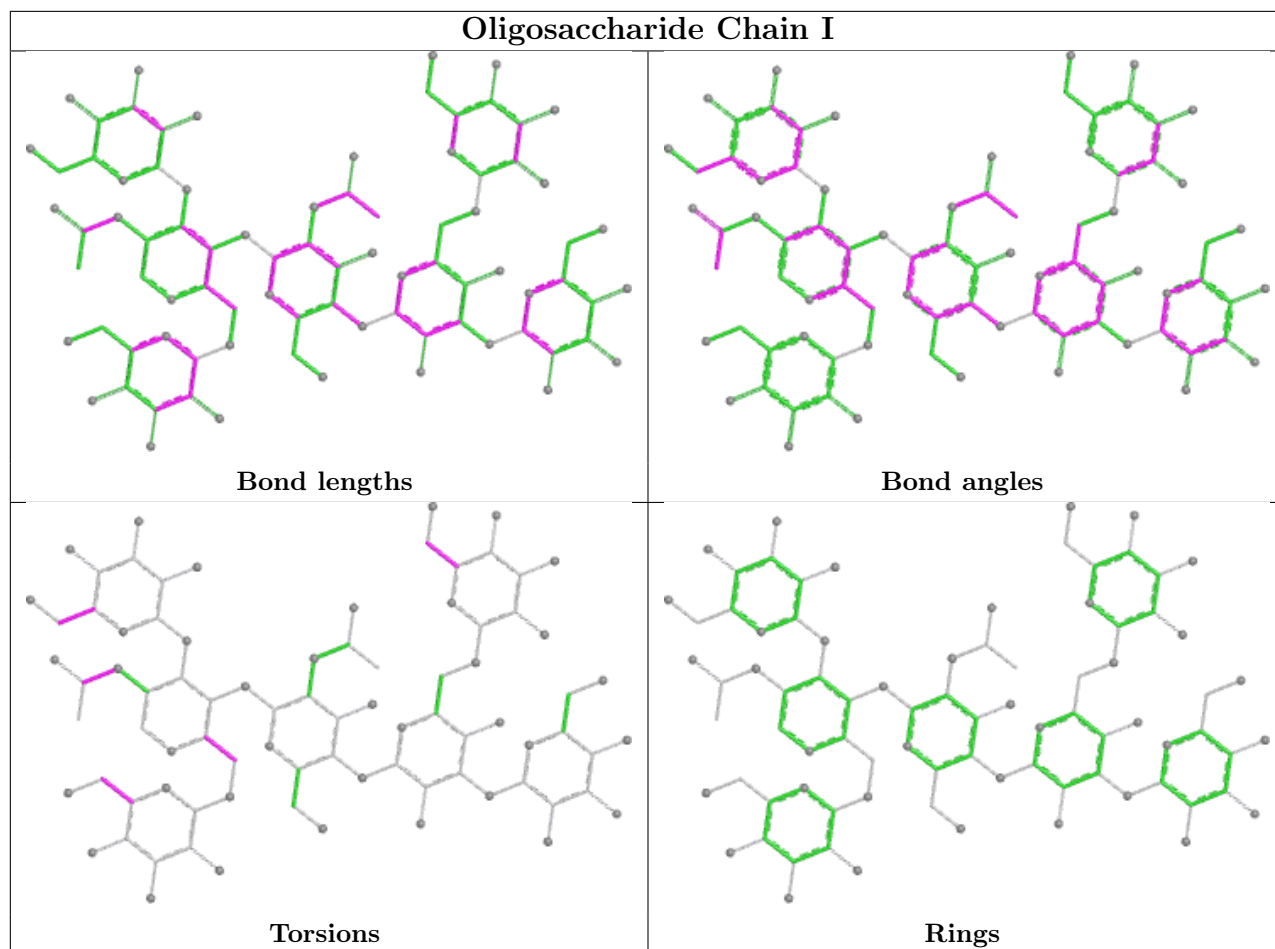 Oligosaccharide Chain I
Bond lengths
Bond angles
Torsions
Rings